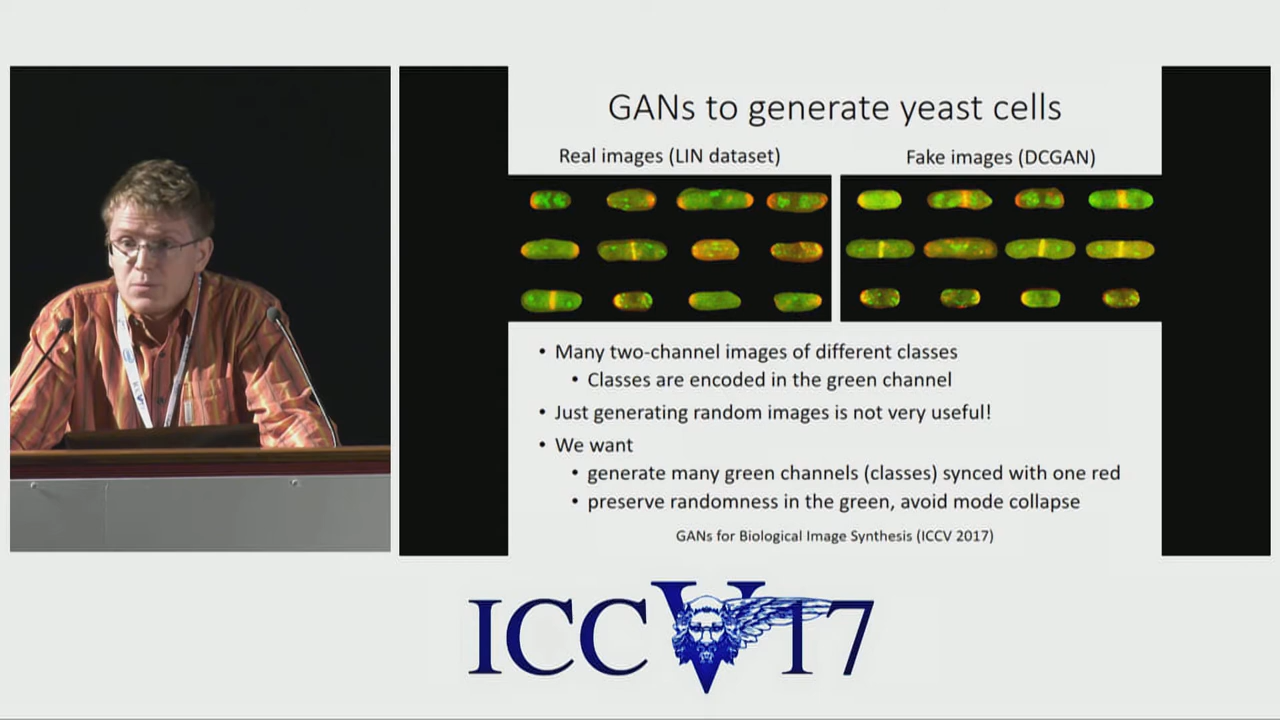 GANs to generate yeast cells
Real images (LIN dataset)
Fake images (DCGAN)
• Many two-channel images of different classes
• Classes are encoded in the green channel
• Just generating random images is not very useful!
• We want
• generate many green channels (classes) synced with one red
• preserve randomness in the green, avoid mode collapse
GANs for Biological Image Synthesis (ICCV 2017)
ICCV17